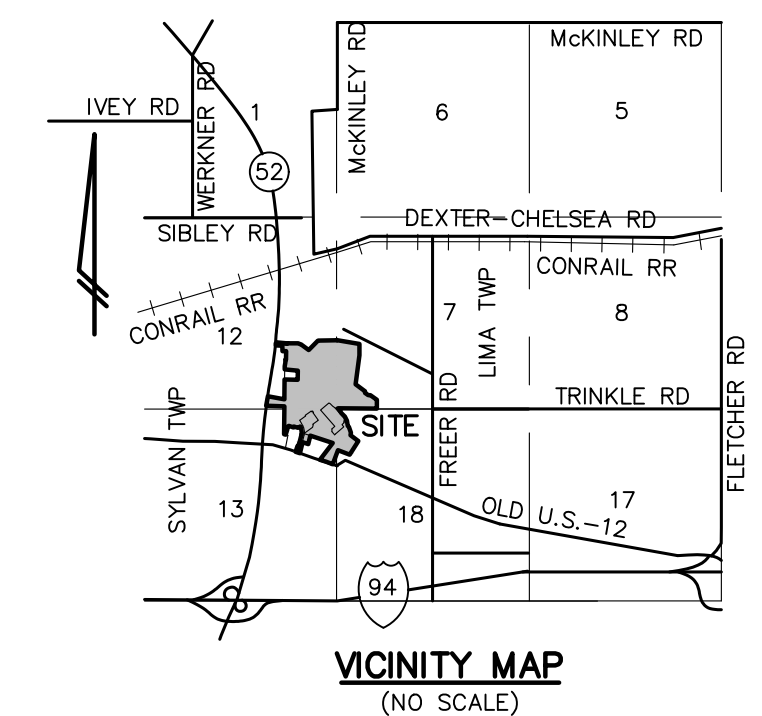 McKINLEY RD
McKINLEY RD
IVEY RD
WERKNER RD
1
6
5
52
SIBLEY RD
DEXTER-CHELSEA RD
CONRAIL RR
CONRAIL RR
12
7
LIMA TWP
8
FLETCHER RD
TRINKLE RD
SYLVAN TWP
SITE
FREER RD
13
18
OLD U.S.-12
17
94
VICINITY MAP
(NO SCALE)